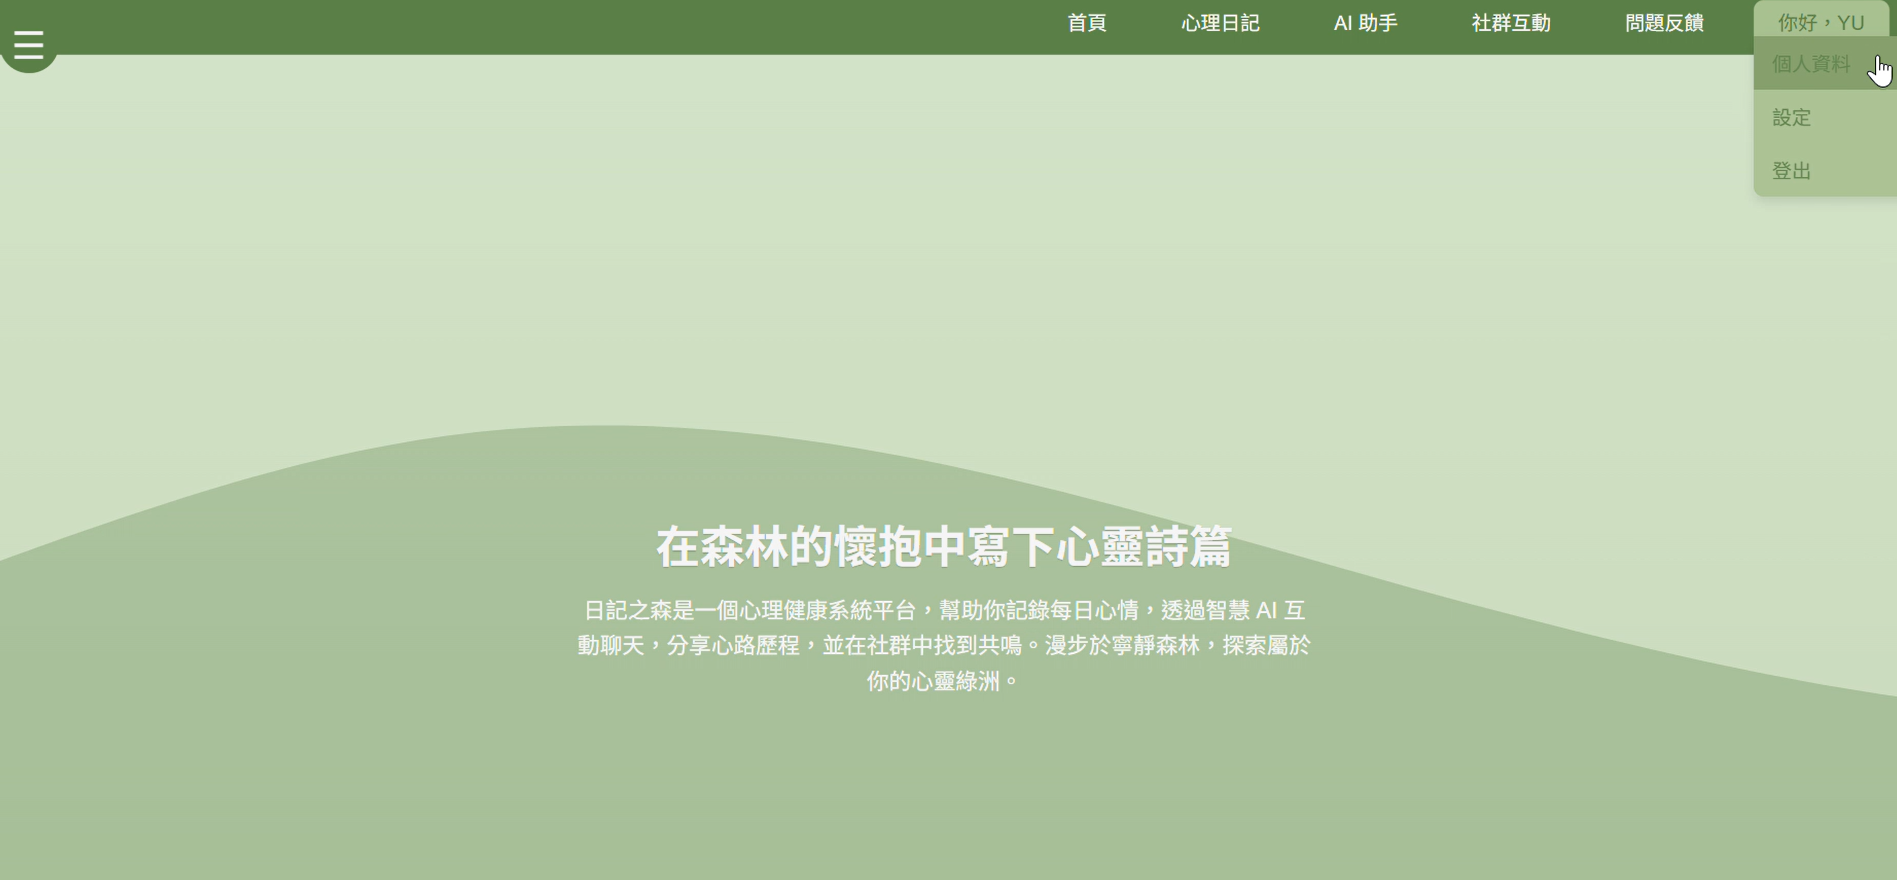 首頁 心理日記 AI 助手 社群互動 問題反饋 你好，YU
個人資料
設定
登出
在森林的懷抱中寫下心靈詩篇
日記之森是一個心理健康系統平台，幫助你記錄每日心情，透過智慧 AI 互
動聊天，分享心路歷程，並在社群中找到共鳴。漫步於寧靜森林，探索屬於
你的心靈綠洲。